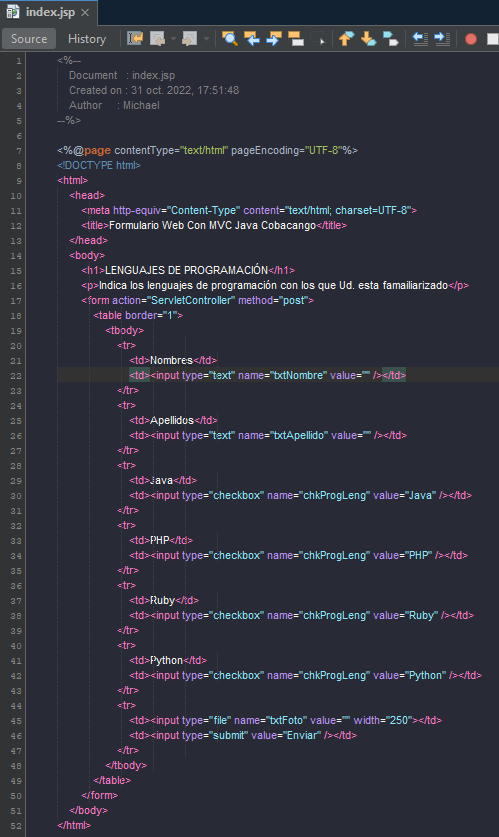 index.jsp
Source History
1 <%--
2 Document : index.jsp
3 Created on : 31 oct. 2022, 17:51:48
4 Author : Michael
5 --%>
6
7 <%@page contentType="text/html" pageEncoding="UTF-8"%>
8 <!DOCTYPE html>
9 <html>
10 <head>
11 <meta http-equiv="Content-Type" content="text/html; charset=UTF-8">
12 <title>Formulario Web Con MVC Java Cobacango</title>
13 </head>
14 <body>
15 <h1>LENGUAJES DE PROGRAMACIÓN</h1>
16 <p>Indica los lenguajes de programación con los que Ud. esta famailiarizado</p>
17 <form action="ServletController" method="post">
18 <table border="1">
19 <tbody>
20 <tr>
21 <td>Nombres</td>
22 <td><input type="text" name="txtNombre" value="" /></td>
23 </tr>
24 <tr>
25 <td>Apellidos</td>
26 <td><input type="text" name="txtApellido" value="" /></td>
27 </tr>
28 <tr>
29 <td>Java</td>
30 <td><input type="checkbox" name="chkProgLeng" value="Java" /></td>
31 </tr>
32 <tr>
33 <td>PHP</td>
34 <td><input type="checkbox" name="chkProgLeng" value="PHP" /></td>
35 </tr>
36 <tr>
37 <td>Ruby</td>
38 <td><input type="checkbox" name="chkProgLeng" value="Ruby" /></td>
39 </tr>
40 <tr>
41 <td>Python</td>
42 <td><input type="checkbox" name="chkProgLeng" value="Python" /></td>
43 </tr>
44 <tr>
45 <td><input type="file" name="txtFoto" value="" width="250"></td>
46 <td><input type="submit" value="Enviar" /></td>
47 </tr>
48 </tbody>
49 </table>
50 </form>
51 </body>
52 </html>